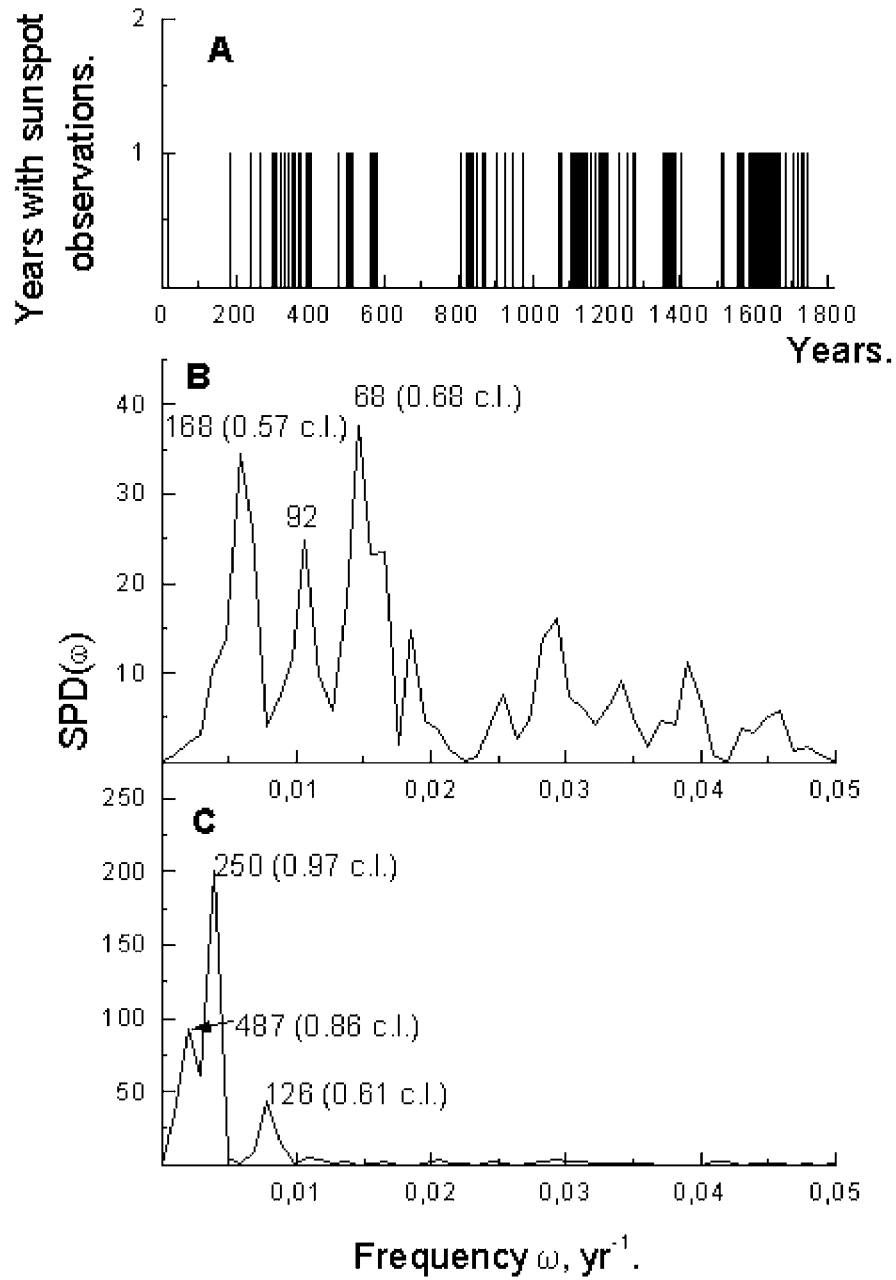 A
Years with sunspot
observations.
2
1
0
0 200 400 600 800 1000 1200 1400 1600 1800
Years.
B
SPD(ω)
40
30
20
10
168 (0.57 c.l.)
92
68 (0.68 c.l.)
0,01 0,02 0,03 0,04 0,05
C
250
200
150
100
50
250 (0.97 c.l.)
487 (0.86 c.l.)
126 (0.61 c.l.)
0,01 0,02 0,03 0,04 0,05
Frequency ω, yr⁻¹.